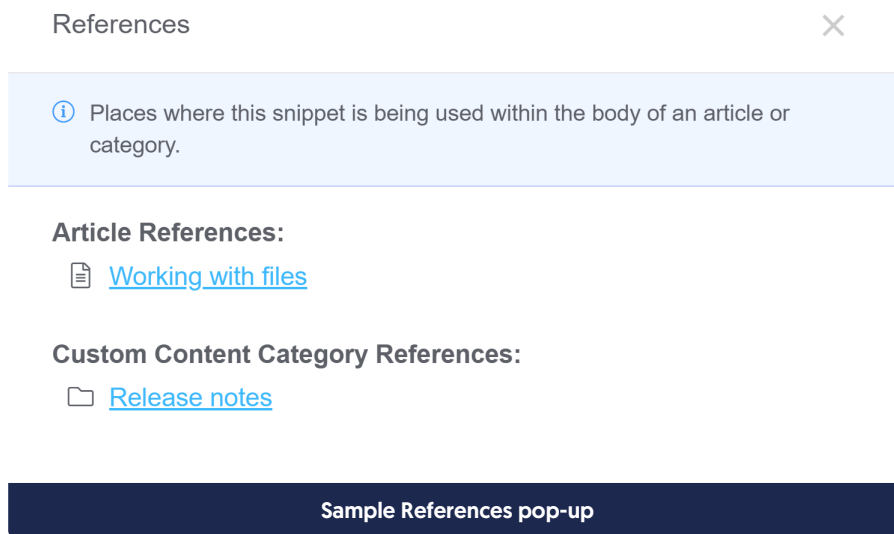 References
Places where this snippet is being used within the body of an article or
category.
Article References:
Working with files
Custom Content Category References:
Release notes
Sample References pop-up